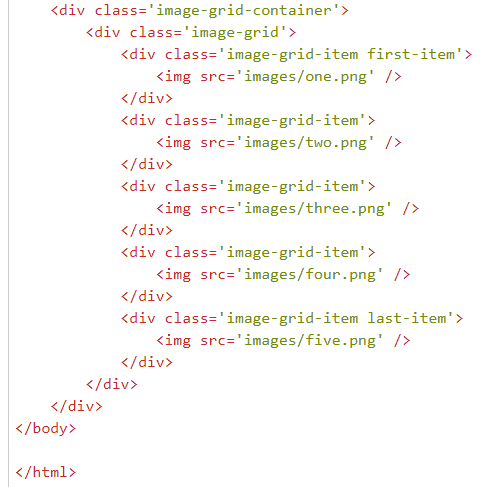 <div class='image-grid-container'>
<div class='image-grid'>
<div class='image-grid-item first-item'>
<img src='images/one.png' />
</div>
<div class='image-grid-item'>
<img src='images/two.png' />
</div>
<div class='image-grid-item'>
<img src='images/three.png' />
</div>
<div class='image-grid-item'>
<img src='images/four.png' />
</div>
<div class='image-grid-item last-item'>
<img src='images/five.png' />
</div>
</div>
</div>
</body>
</html>